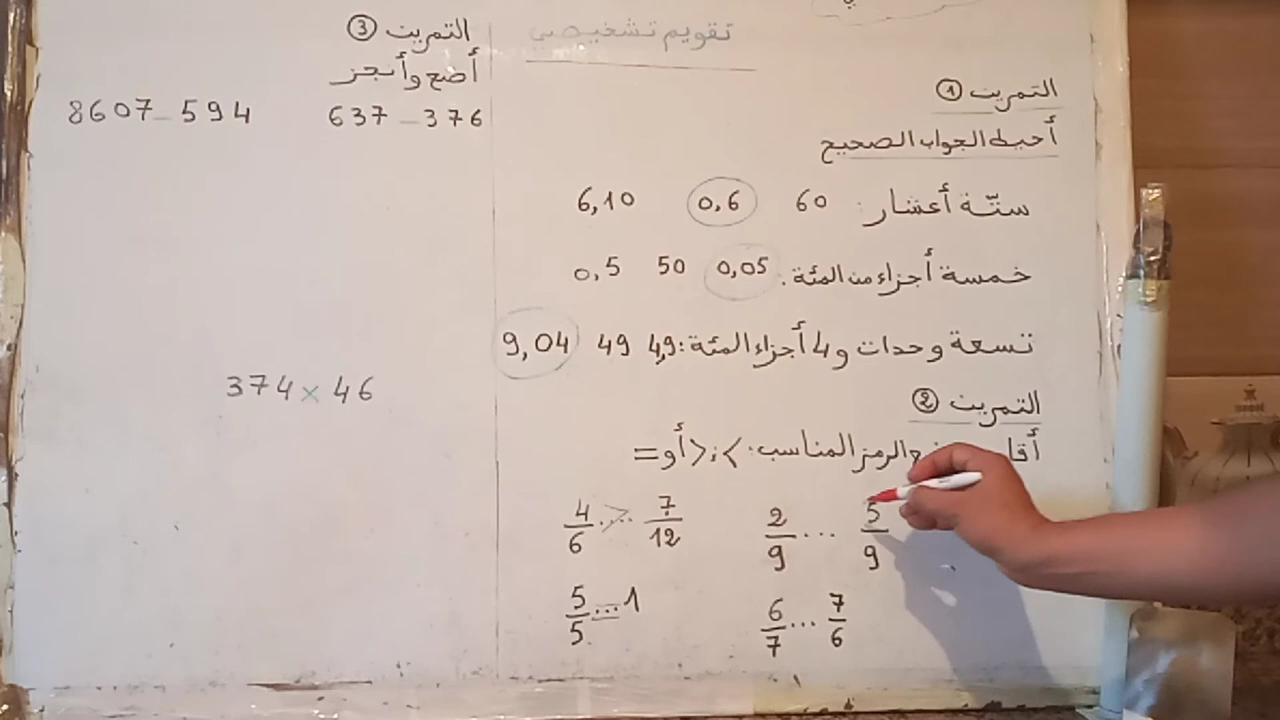 تقويم تشخيصي
التمرين ①
أحيط الجواب الصحيح
ستّة أعشار: 60 0,6 6,10
خمسة أجزاء من المئة: 0,05 50 0,5
تسعة وحدات و 4 أجزاء المئة: 4,9 49 9,04
التمرين ②
الرمز المناسب: > ; < أو =
4/6 .>. 7/12 2/9 ... 5/9
5/5 ... 1 6/7 ... 7/6
التمرين ③
أضع وأنجز
8607 - 594 637 - 376
374 × 46